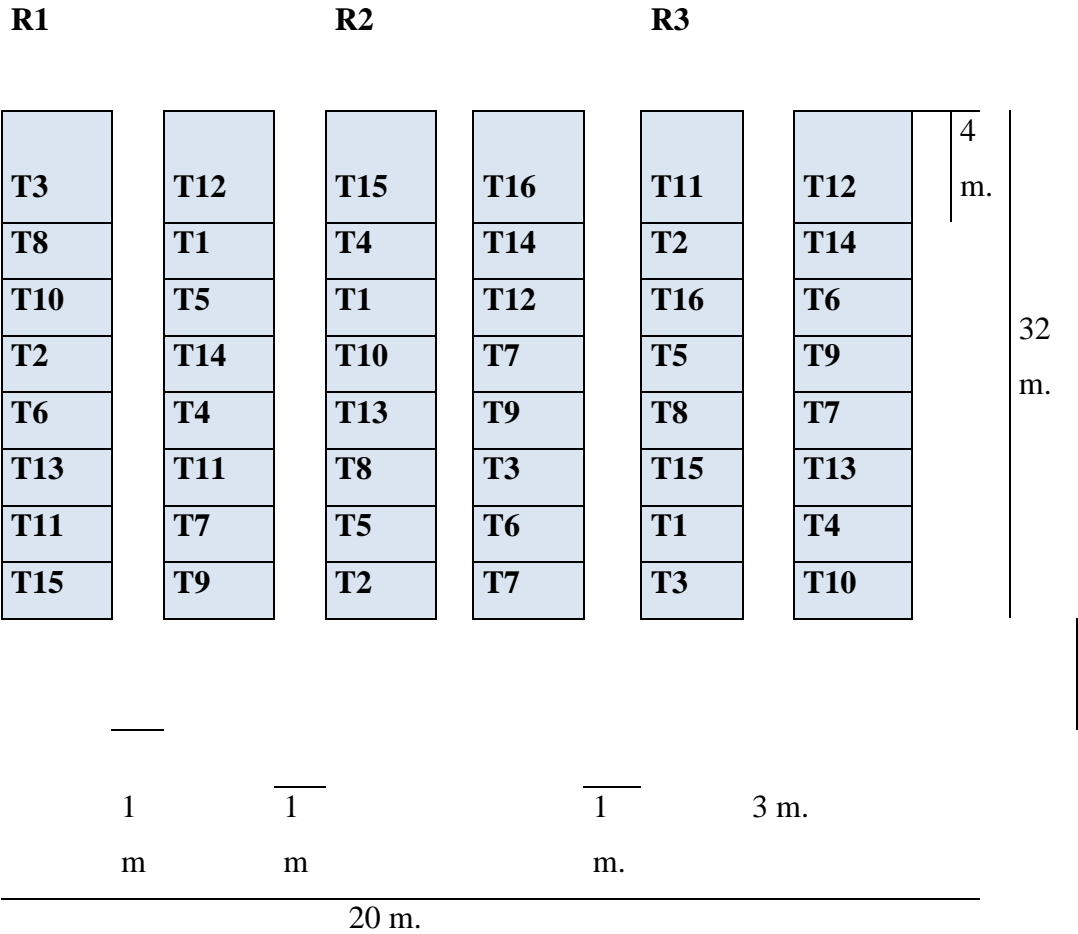 R1 R2 R3
4
T3 T12 T15 T16 T11 T12 m.
T8 T1 T4 T14 T2 T14
T10 T5 T1 T12 T16 T6
32
T2 T14 T10 T7 T5 T9
m.
T6 T4 T13 T9 T8 T7
T13 T11 T8 T3 T15 T13
T11 T7 T5 T6 T1 T4
T15 T9 T2 T7 T3 T10
1 1 1 3 m.
m m m.
20 m.